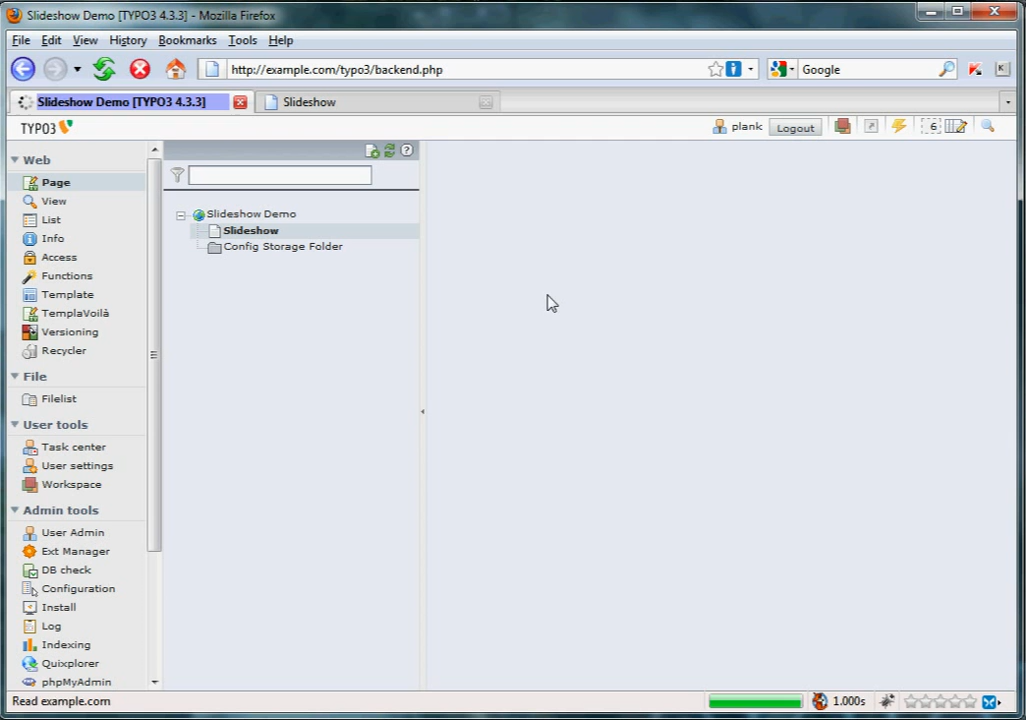 Slideshow Demo [TYPO3 4.3.3] - Mozilla Firefox
File Edit View History Bookmarks Tools Help
http://example.com/typo3/backend.php
Google
K
Slideshow Demo [TYPO3 4.3.3]
Slideshow
TYPO3
plank
Logout
6
Web
Page
View
List
Info
Access
Functions
Template
TemplaVoilà
Versioning
Recycler
File
Filelist
User tools
Task center
User settings
Workspace
Admin tools
User Admin
Ext Manager
DB check
Configuration
Install
Log
Indexing
Quixplorer
phpMyAdmin
Slideshow Demo
Slideshow
Config Storage Folder
Read example.com
1.000s